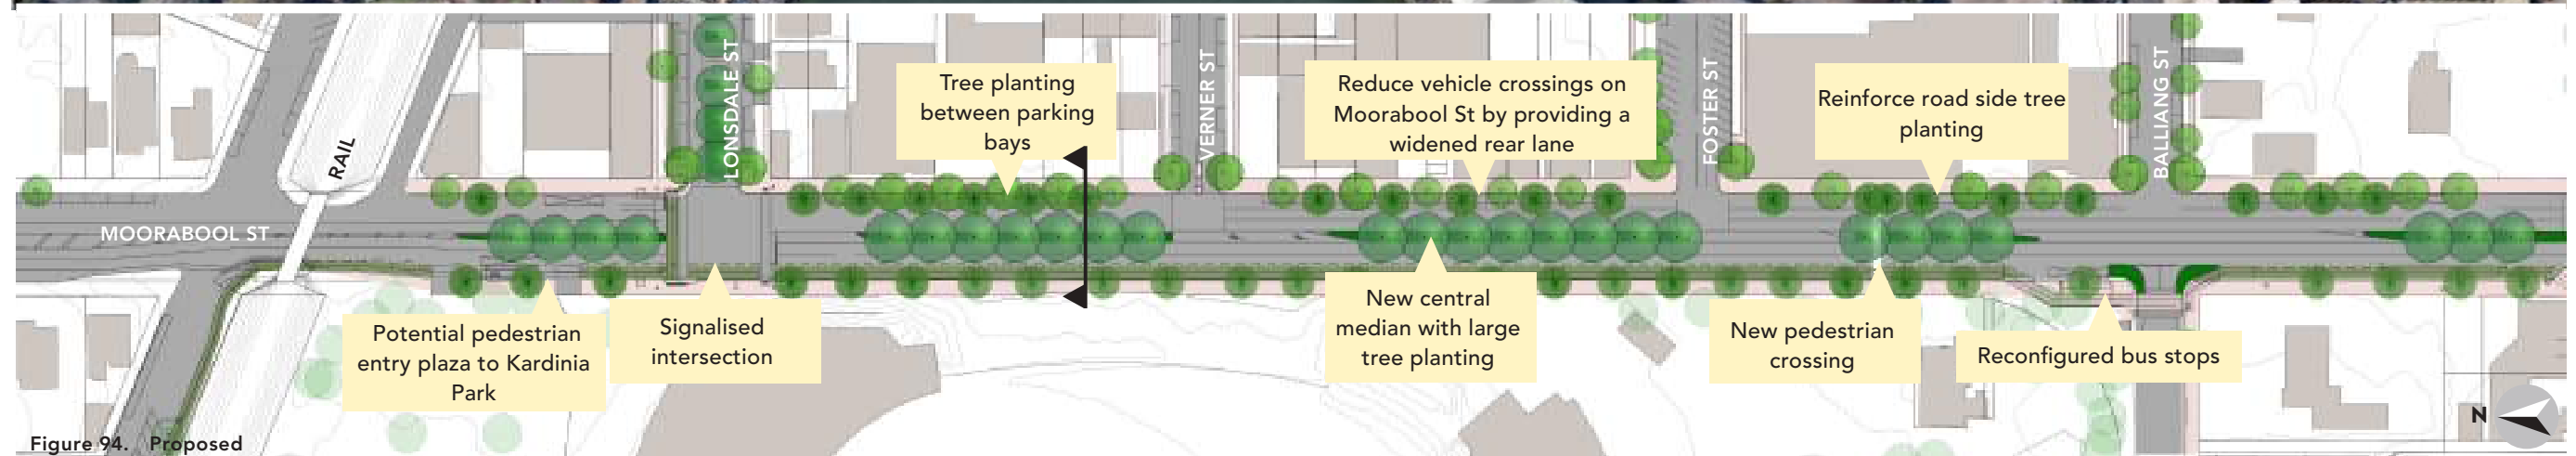 LONSDALE ST
VERNER ST
FOSTER ST
BALLIANG ST
RAIL
MOORABOOL ST
Tree planting
between parking
bays
Reduce vehicle crossings on
Moorabool St by providing a
widened rear lane
Reinforce road side tree
planting
Potential pedestrian
entry plaza to Kardinia
Park
Signalised
intersection
New central
median with large
tree planting
New pedestrian
crossing
Reconfigured bus stops
N
Figure 94. Proposed